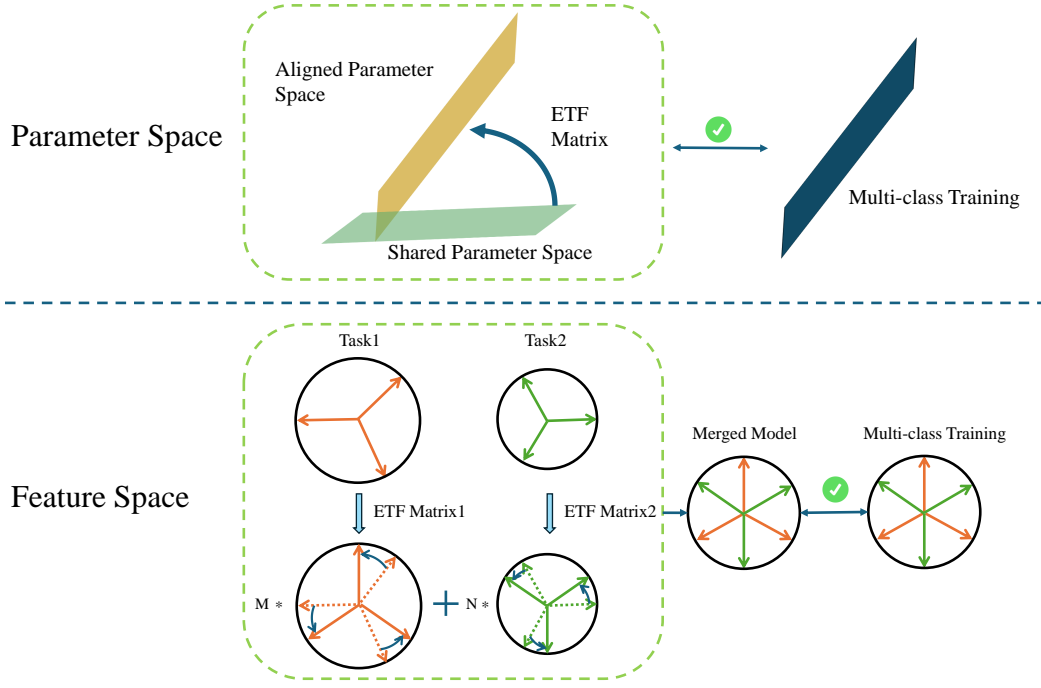 Parameter Space
Aligned Parameter
Space
ETF
Matrix
Shared Parameter Space
Multi-class Training
Feature Space
Task1
Task2
ETF Matrix1
ETF Matrix2
M *
+
N *
Merged Model
Multi-class Training